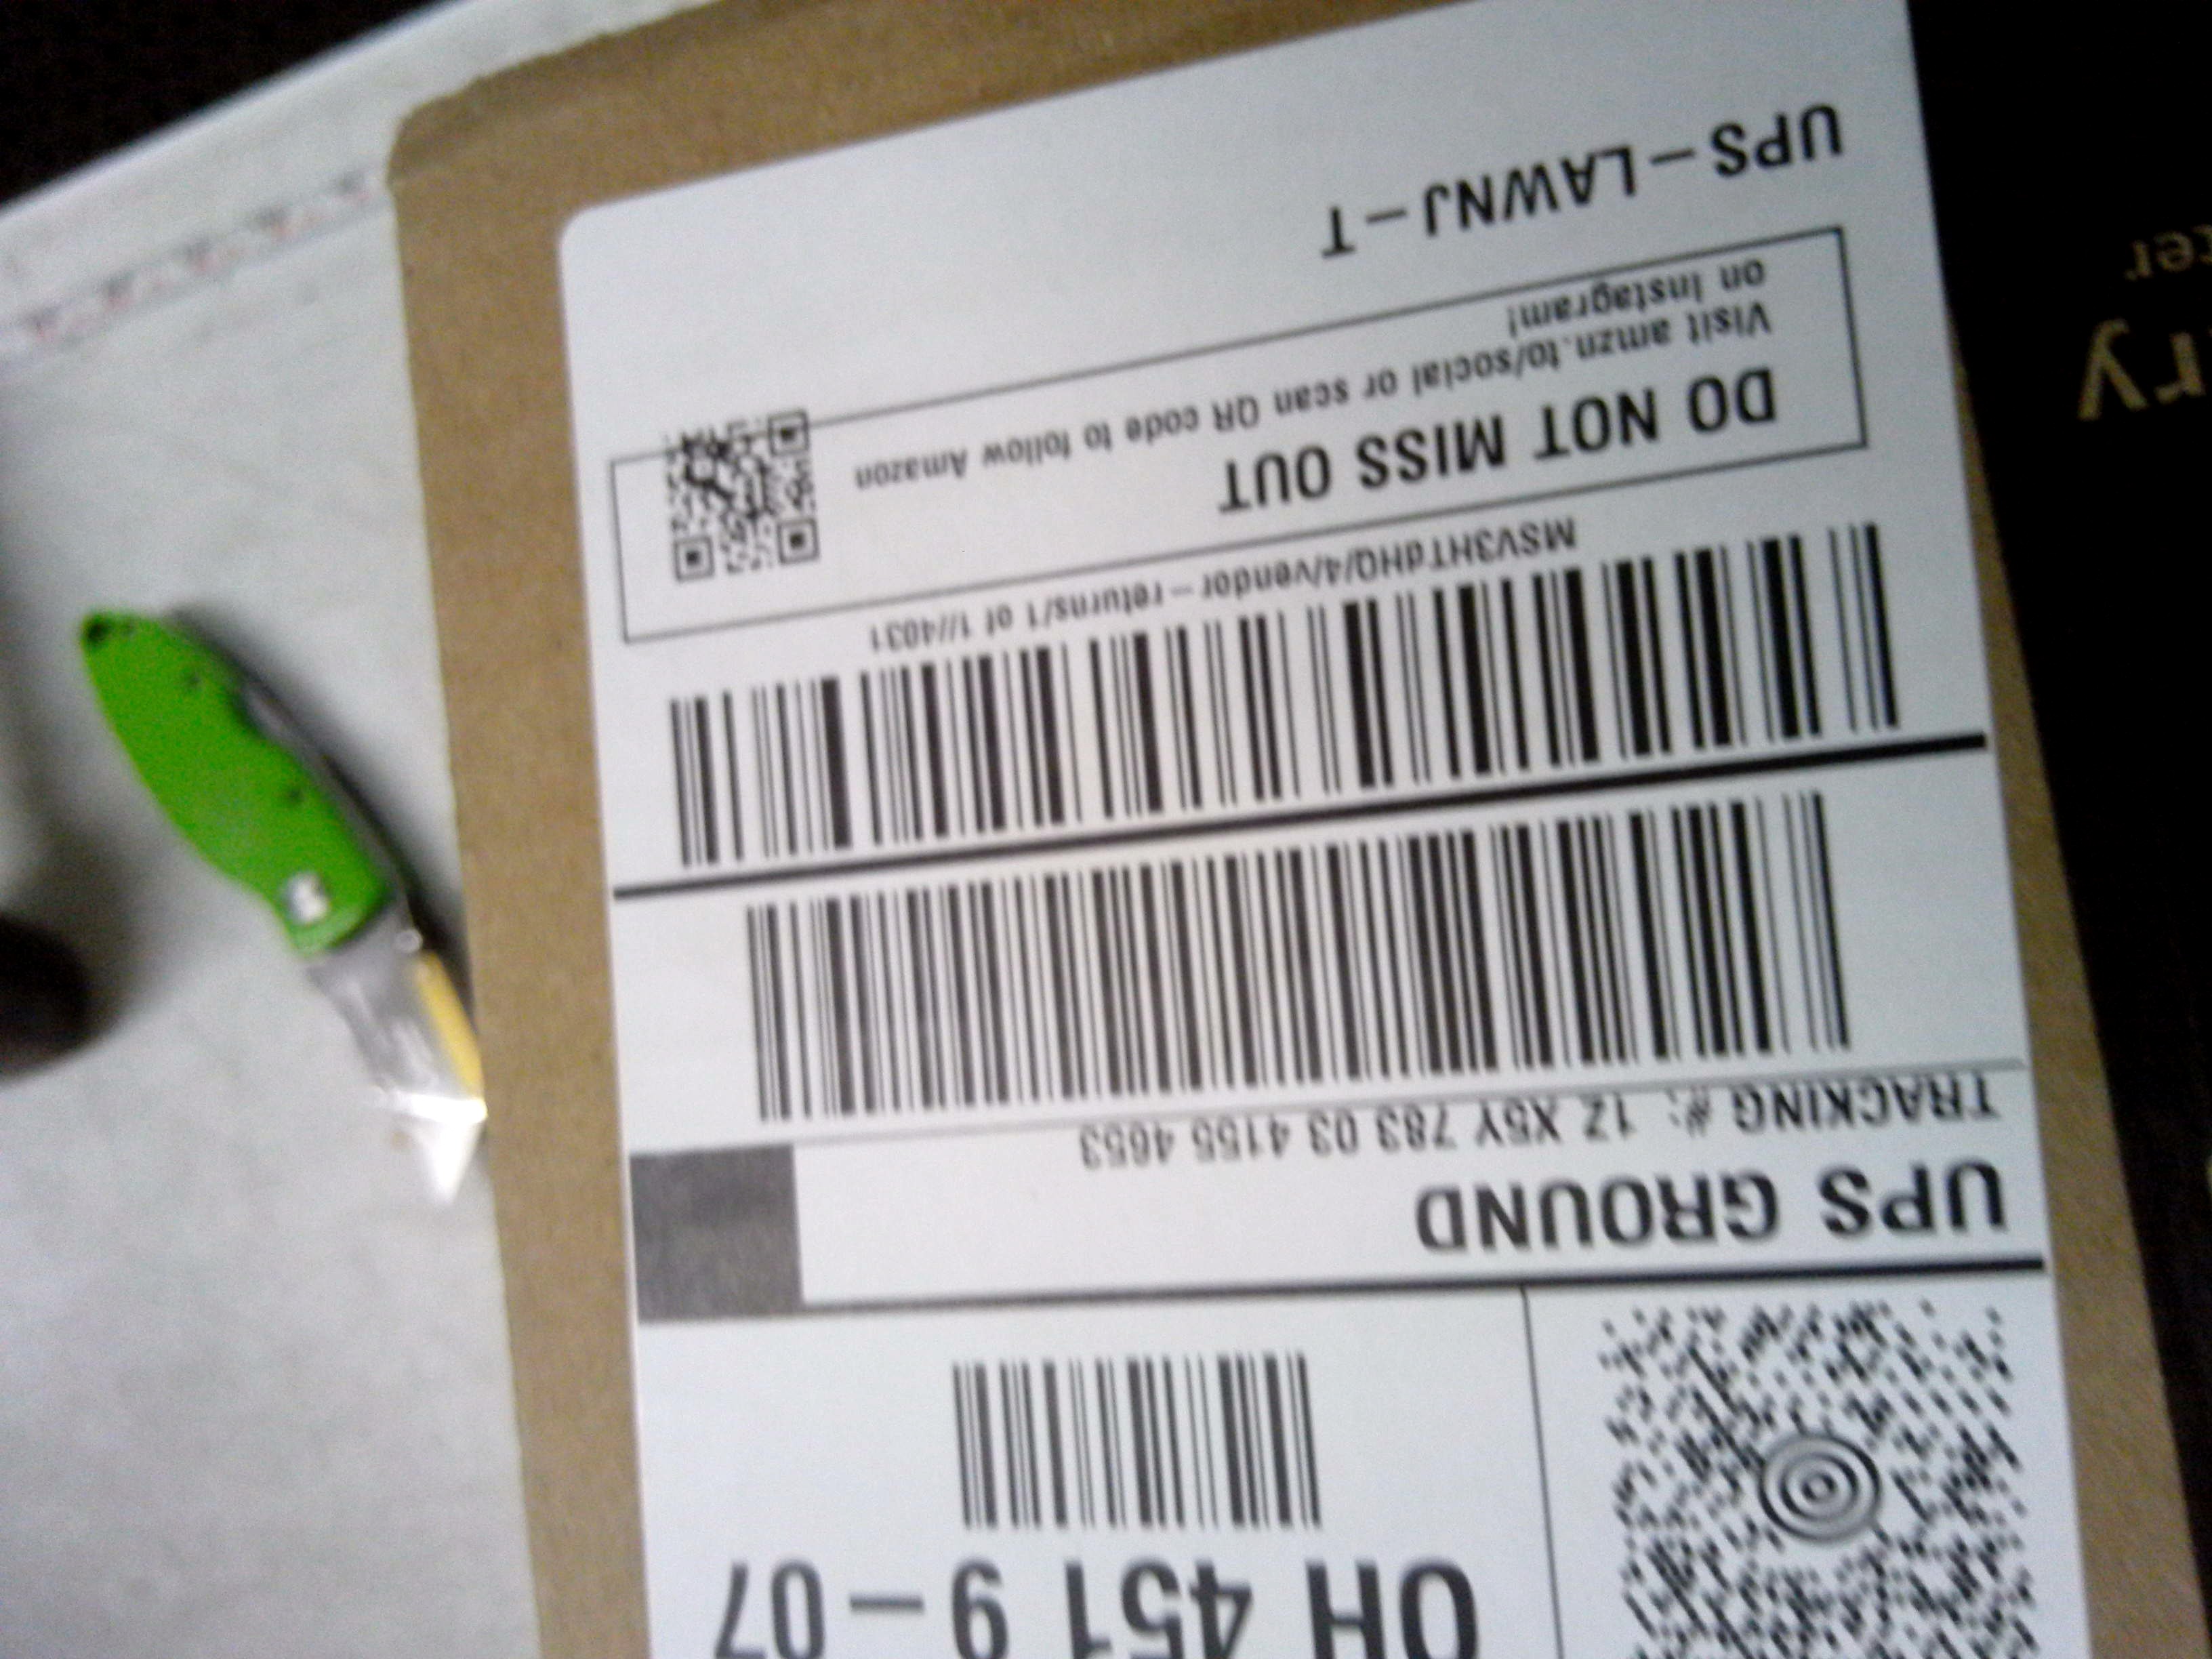 OH 451 9-07
UPS GROUND
TRACKING #: 1Z X5Y 783 03 4155 4653
MSV3HTdHQ/4/vendor-returns/1 of 1//4031
DO NOT MISS OUT
Visit amzn.to/social or scan QR code to follow Amazon
on Instagram!
UPS-LAWNJ-T
ry
ter